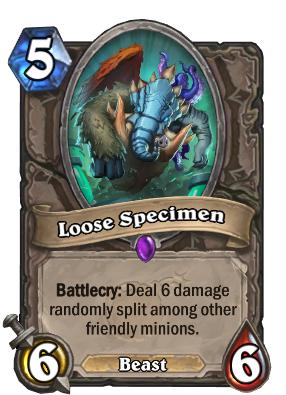 5
Loose Specimen
Battlecry: Deal 6 damage
randomly split among other
friendly minions.
6
Beast
6